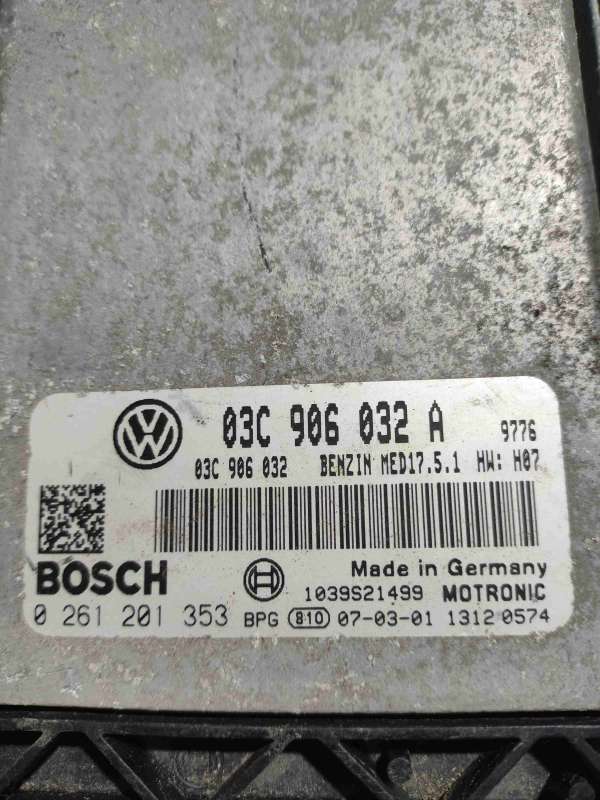 03C 906 032 A 9776
03C 906 032 BENZIN MED17.5.1 HW: H07
BOSCH Made in Germany
1039S21499 MOTRONIC
0 261 201 353 BPG 810 07-03-01 1312 0574